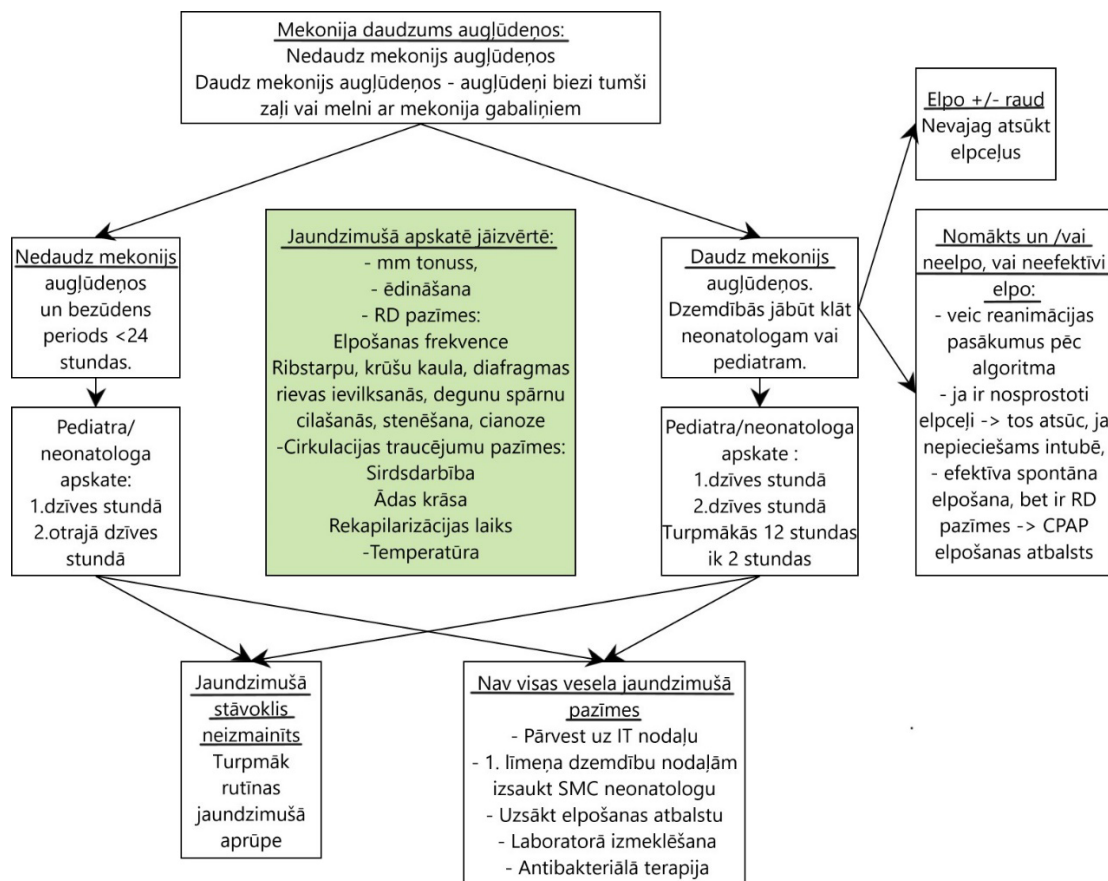 Mekonija daudzums augļūdeņos:
Nedaudz mekonijs augļūdeņos
Daudz mekonijs augļūdeņos - augļūdeņi biezi tumši
zaļi vai melni ar mekonija gabaliņiem
Elpo +/- raud
Nevajag atsūkt
elpceļus
Nedaudz mekonijs
augļūdeņos
un bezūdens
periods <24
stundas.
Jaundzimušā apskatē jāizvērtē:
- mm tonuss,
- ēdināšana
- RD pazīmes:
Elpošanas frekvence
Ribstarpu, krūšu kaula, diafragmas
rievas ievilksanās, degunu spārnu
cilašanās, stenēšana, cianoze
-Cirkulacijas traucējumu pazīmes:
Sirdsdarbība
Ādas krāsa
Rekapilarizācijas laiks
-Temperatūra
Daudz mekonijs
augļūdeņos.
Dzemdībās jābūt klāt
neonatologam vai
pediatram.
Nomākts un /vai
neelpo, vai neefektīvi
elpo:
- veic reanimācijas
pasākumus pēc
algoritma
- ja ir nosprostoti
elpceļi -> tos atsūc, ja
nepieciešams intubē,
- efektīva spontāna
elpošana, bet ir RD
pazīmes -> CPAP
elpošanas atbalsts
Pediatra/
neonatologa
apskate:
1.dzīves stundā
2.otrajā dzīves
stundā
Pediatra/neonatologa
apskate :
1.dzīves stundā
2.dzīves stundā
Turpmākās 12 stundas
ik 2 stundas
Jaundzimušā
stāvoklis
neizmainīts
Turpmāk
rutīnas
jaundzimušā
aprūpe
Nav visas vesela jaundzimušā
pazīmes
- Pārvest uz IT nodaļu
- 1. līmeņa dzemdību nodaļām
izsaukt SMC neonatologu
- Uzsākt elpošanas atbalstu
- Laboratorā izmeklēšana
- Antibakteriālā terapija